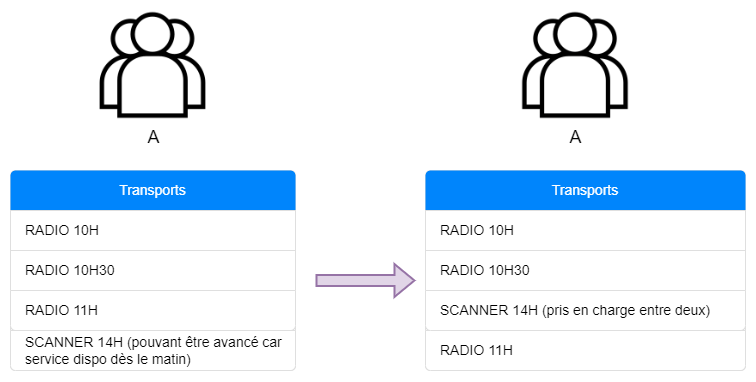 A
Transports
RADIO 10H
RADIO 10H30
RADIO 11H
SCANNER 14H (pouvant être avancé car
service dispo dès le matin)
A
Transports
RADIO 10H
RADIO 10H30
SCANNER 14H (pris en charge entre deux)
RADIO 11H